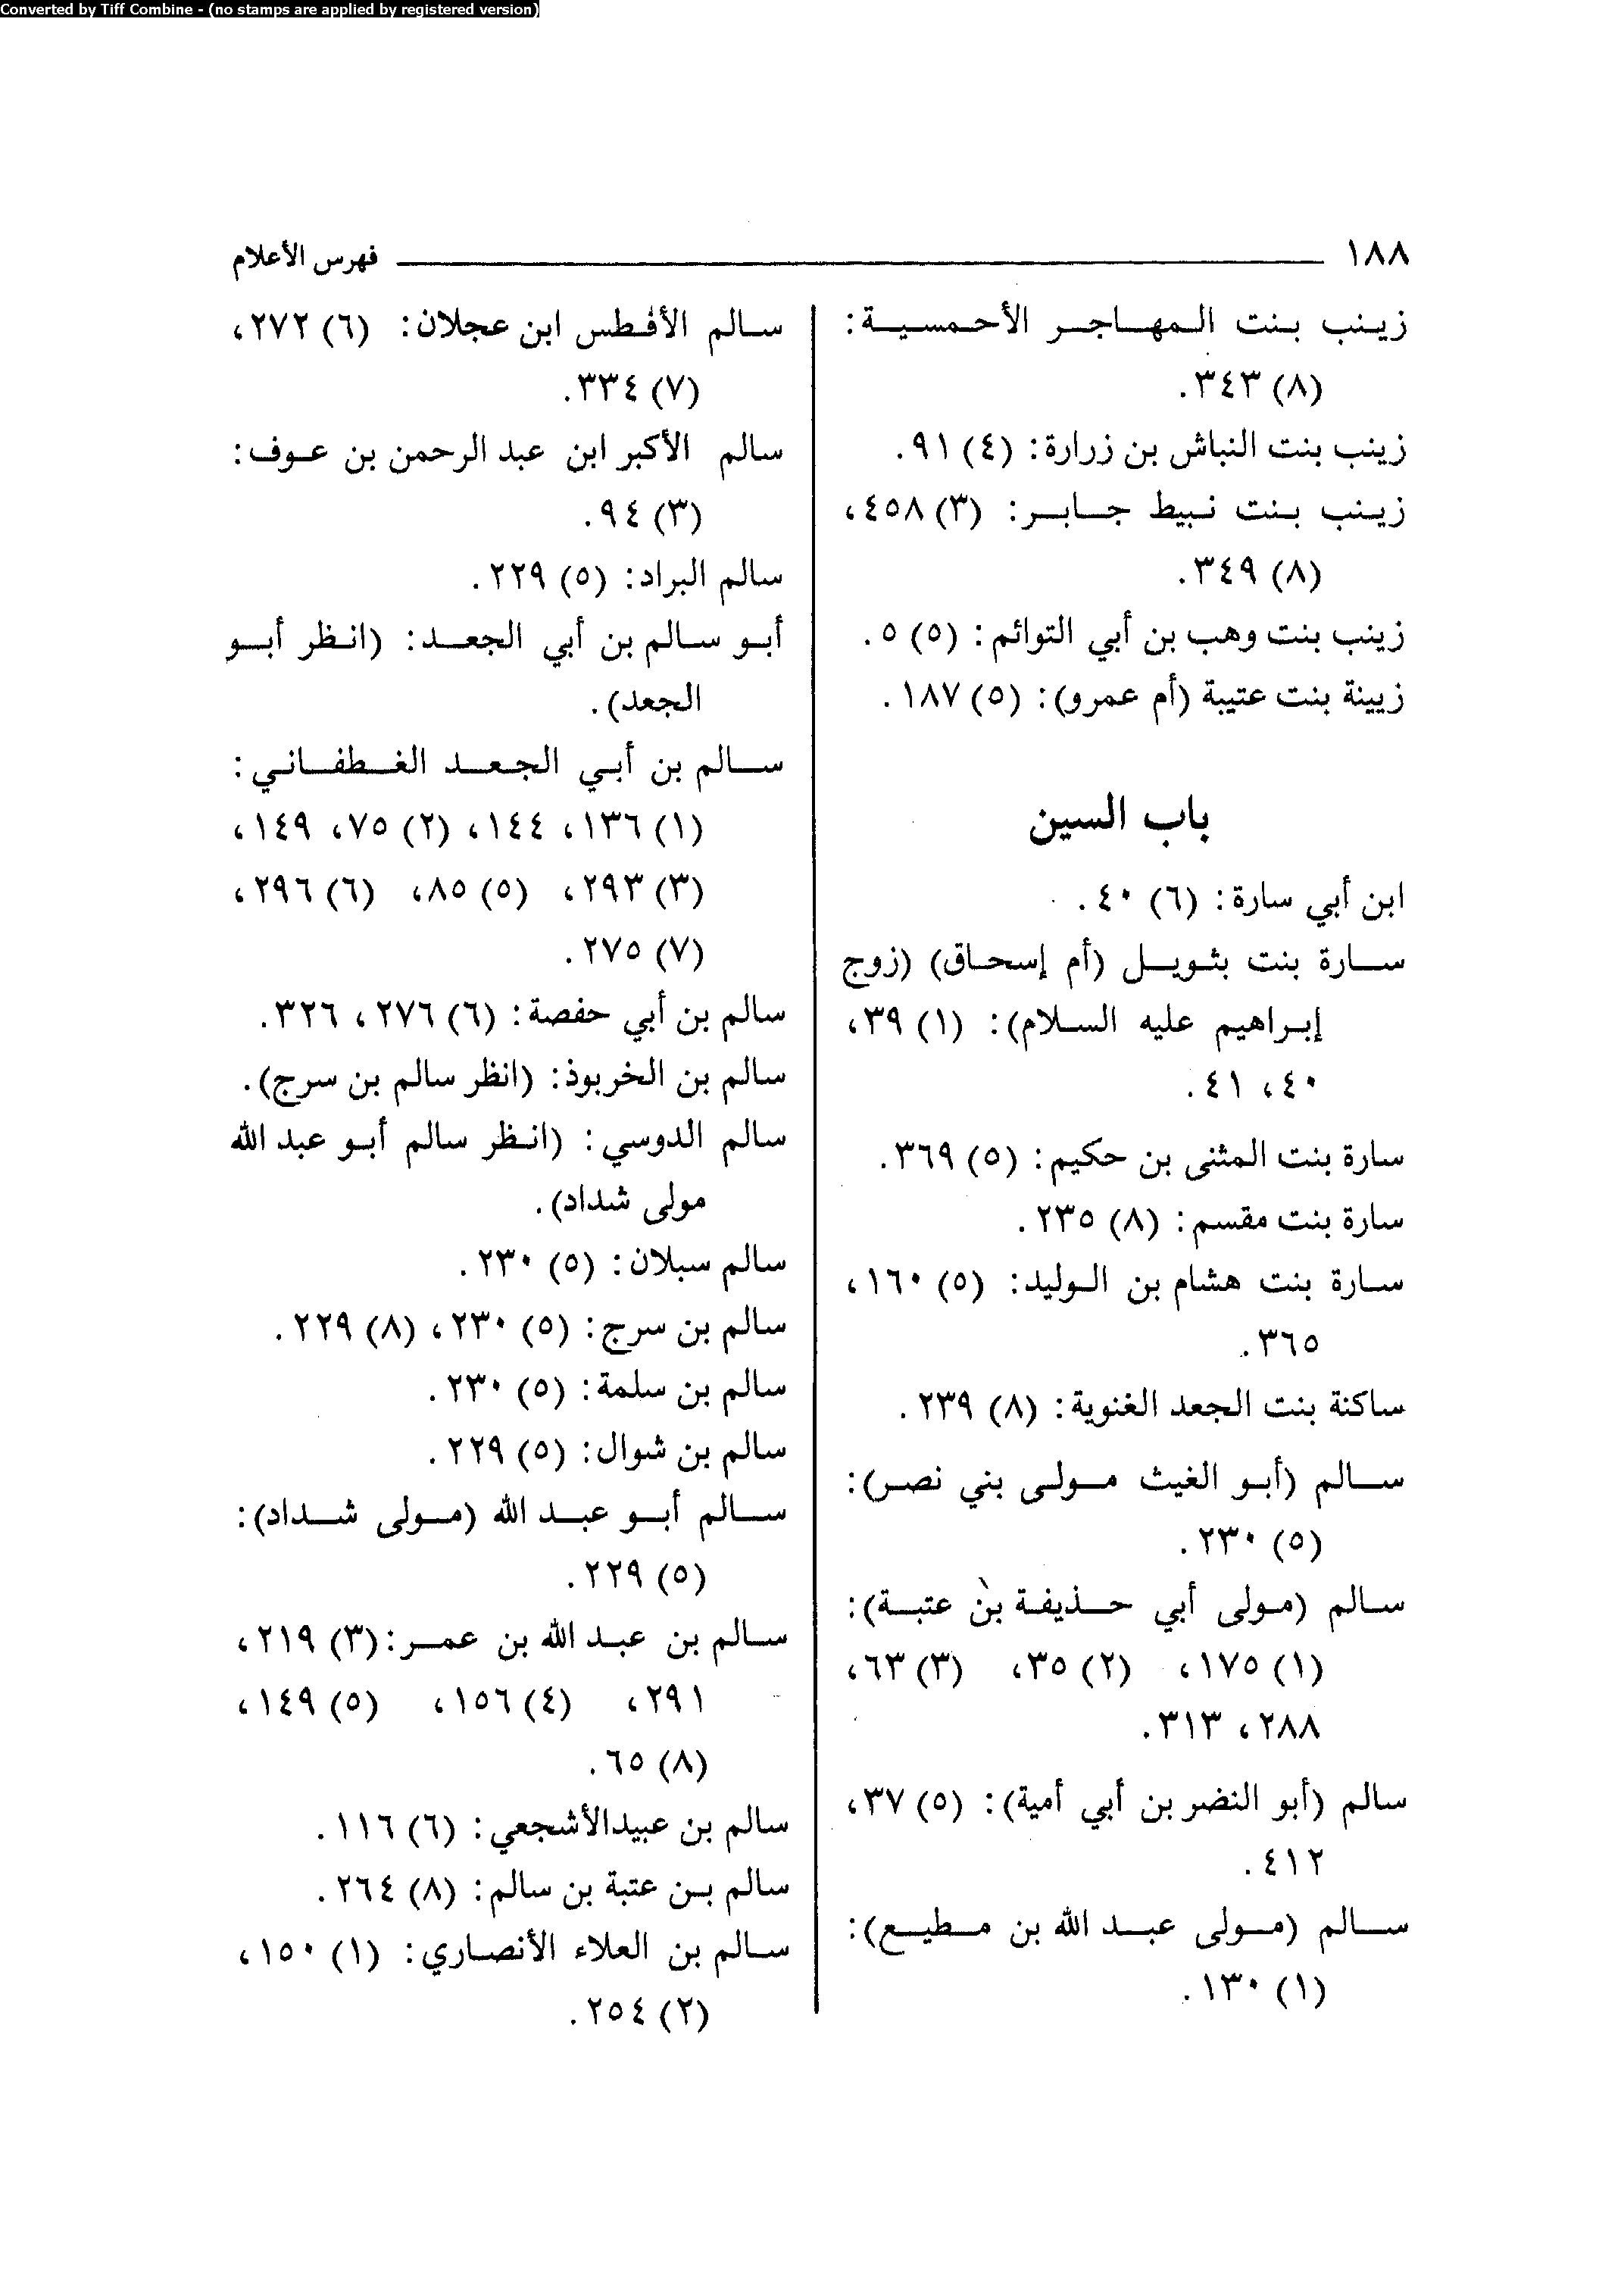 Converted by Tiff Combine - (no stamps are applied by registered version)
١٨٨ فهرس الأعلام
زينب بنت المهاجر الأحمسية:
(٨) ٣٤٣.
زينب بنت النباش بن زرارة: (٤) ٩١.
زينب بنت نبيط جابر: (٣) ٤٥٨،
(٨) ٣٤٩.
زينب بنت وهب بن أبي التوائم: (٥) ٥.
زيينة بنت عتيبة (أم عمرو): (٥) ١٨٧.
باب السين
ابن أبي سارة: (٦) ٤٠.
سارة بنت بثويل (أم إسحاق) (زوج
إبراهيم عليه السلام): (١) ٣٩،
٤٠، ٤١.
سارة بنت المثنى بن حكيم: (٥) ٣٦٩.
سارة بنت مقسم: (٨) ٢٣٥.
سارة بنت هشام بن الوليد: (٥) ١٦٠،
٣٦٥.
ساكنة بنت الجعد الغنوية: (٨) ٢٣٩.
سالم (أبو الغيث مولى بني نصر):
(٥) ٢٣٠.
سالم (مولى أبي حذيفة بن عتبة):
(١) ١٧٥، (٢) ٣٥، (٣) ٦٣،
٢٨٨، ٣١٣.
سالم (أبو النضر بن أبي أمية): (٥) ٣٧،
٤١٢.
سالم (مولى عبد الله بن مطيع):
(١) ١٣٠.
سالم الأفطس ابن عجلان: (٦) ٢٧٢،
(٧) ٣٣٤.
سالم الأكبر ابن عبد الرحمن بن عوف:
(٣) ٩٤.
سالم البراد: (٥) ٢٢٩.
أبو سالم بن أبي الجعد: (انظر أبو
الجعد).
سالم بن أبي الجعد الغطفاني:
(١) ١٣٦، ١٤٤، (٢) ٧٥، ١٤٩،
(٣) ٢٩٣، (٥) ٨٥، (٦) ٢٩٦،
(٧) ٢٧٥.
سالم بن أبي حفصة: (٦) ٢٧٦، ٣٢٦.
سالم بن الخربوذ: (انظر سالم بن سرج).
سالم الدوسي: (انظر سالم أبو عبد الله
مولى شداد).
سالم سبلان: (٥) ٢٣٠.
سالم بن سرج: (٥) ٢٣٠، (٨) ٢٢٩.
سالم بن سلمة: (٥) ٢٣٠.
سالم بن شوال: (٥) ٢٢٩.
سالم أبو عبد الله (مولى شداد):
(٥) ٢٢٩.
سالم بن عبد الله بن عمر: (٣) ٢١٩،
٢٩١، (٤) ١٥٦، (٥) ١٤٩،
(٨) ٦٥.
سالم بن عبيدالأشجعي: (٦) ١١٦.
سالم بن عتبة بن سالم: (٨) ٢٦٤.
سالم بن العلاء الأنصاري: (١) ١٥٠،
(٢) ٢٥٤.